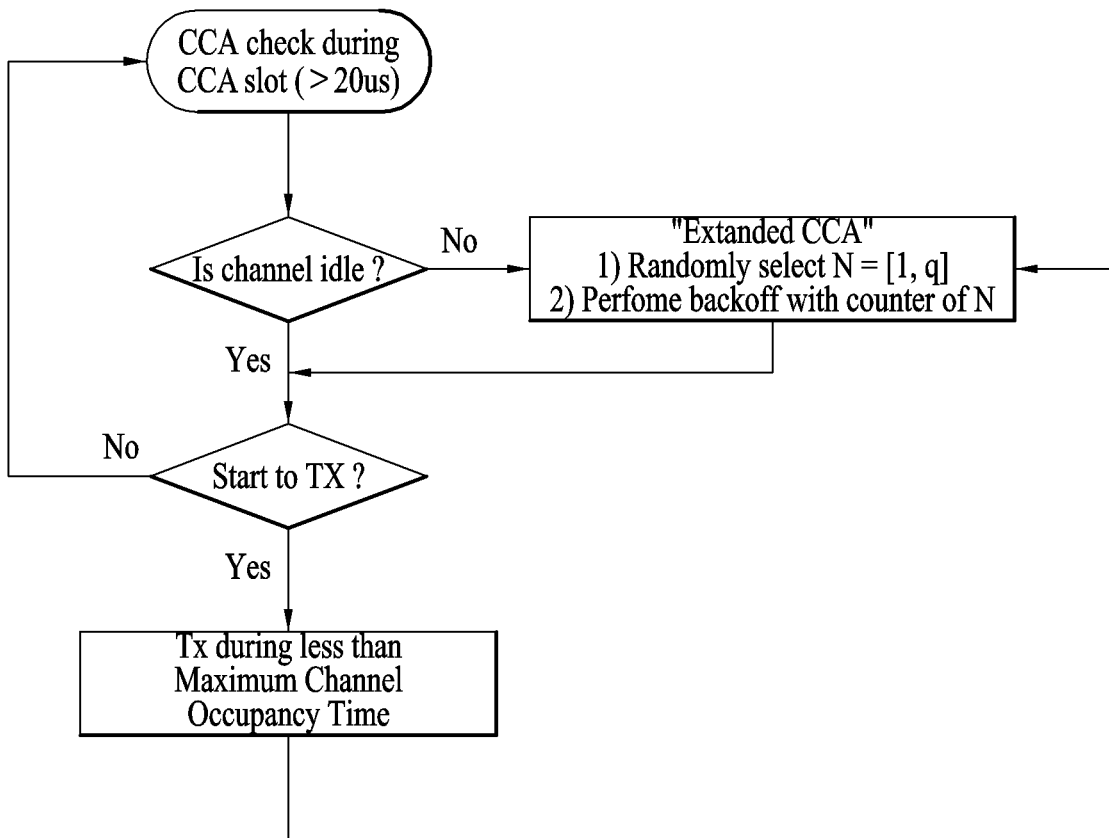 CCA check during
CCA slot ( > 20us)
Is channel idle ?
No
"Extanded CCA"
1) Randomly select N = [1, q]
2) Perfome backoff with counter of N
Yes
No
Start to TX ?
Yes
Tx during less than
Maximum Channel
Occupancy Time